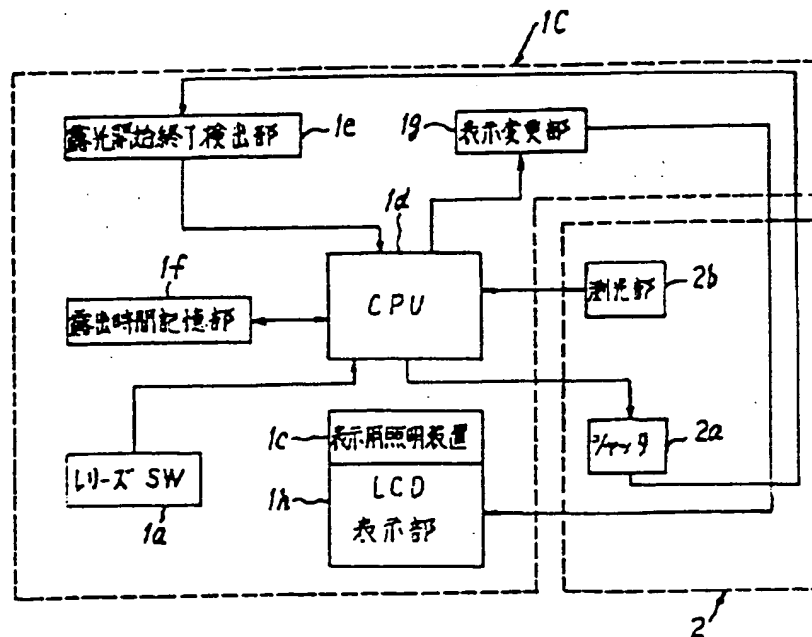 1C
露光開始終了検出部
1e
1g
表示変更部
1d
1f
CPU
測光部
2b
露出時間記憶部
1c
表示用照明装置
シャッタ
2a
レリーズ SW
1h
LCD
表示部
1a
2